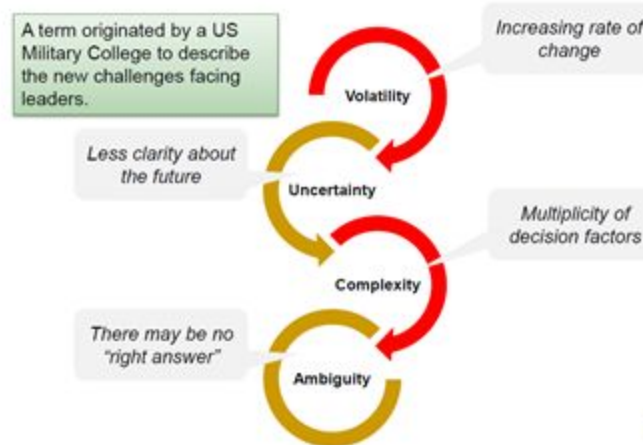 A term originated by a US
Military College to describe
the new challenges facing
leaders.
Increasing rate of
change
Volatility
Less clarity about
the future
Uncertainty
Multiplicity of
decision factors
Complexity
There may be no
“right answer”
Ambiguity